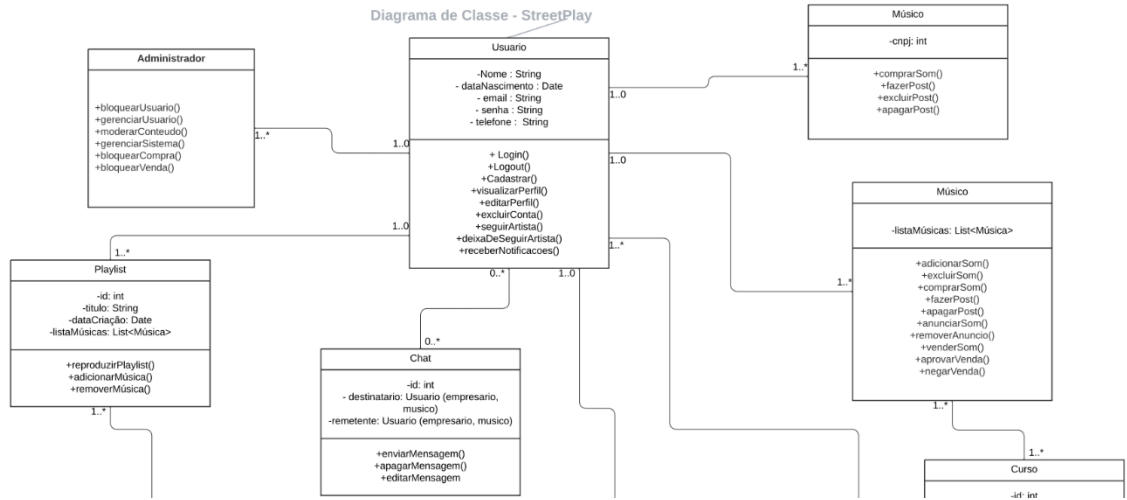 Diagrama de Classe - StreetPlay
Administrador
+bloquearUsuario()
+gerenciarUsuario()
+moderarConteudo()
+gerenciarSistema()
+bloquearCompra()
+bloquearVenda()
1..*
1..0
Usuario
-Nome : String
- dataNascimento : Date
- email : String
- senha : String
- telefone : String
+ Login()
+Logout()
+Cadastrar()
+visualizarPerfil()
+editarPerfil()
+excluirConta()
+seguirArtista()
+deixaDeSeguirArtista()
+receberNotificacoes()
1..0
1..0
1..0
1..*
0..*
1..0
Músico
-cnpj: int
+comprarSom()
+fazerPost()
+excluirPost()
+apagarPost()
1..*
Músico
-listaMúsicas: List<Música>
+adicionarSom()
+excluirSom()
+comprarSom()
+fazerPost()
+apagarPost()
+anunciarSom()
+removerAnuncio()
+venderSom()
+aprovarVenda()
+negarVenda()
1..*
1..*
1..*
Playlist
-id: int
-titulo: String
-dataCriação: Date
-listaMúsicas: List<Música>
+reproduzirPlaylist()
+adicionarMúsica()
+removerMúsica()
1..*
1..*
0..*
Chat
-id: int
- destinatario: Usuario (empresario,
musico)
-remetente: Usuario (empresario, musico)
+enviarMensagem()
+apagarMensagem()
+editarMensagem
Curso
-id: int